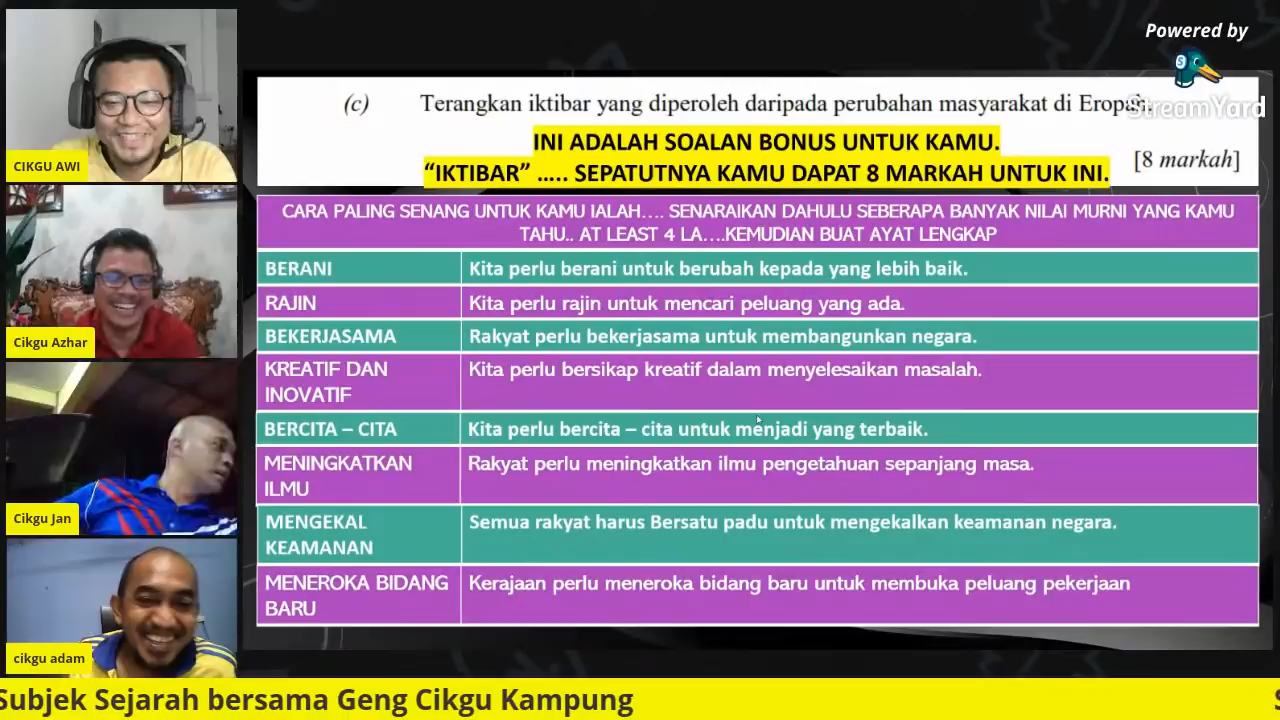 Powered by
StreamYard
CIKGU AWI
Cikgu Azhar
Cikgu Jan
cikgu adam
(c) Terangkan iktibar yang diperoleh daripada perubahan masyarakat di Eropah.
INI ADALAH SOALAN BONUS UNTUK KAMU.
“IKTIBAR” ..... SEPATUTNYA KAMU DAPAT 8 MARKAH UNTUK INI.
[8 markah]
CARA PALING SENANG UNTUK KAMU IALAH.... SENARAIKAN DAHULU SEBERAPA BANYAK NILAI MURNI YANG KAMU
TAHU.. AT LEAST 4 LA....KEMUDIAN BUAT AYAT LENGKAP
BERANI Kita perlu berani untuk berubah kepada yang lebih baik.
RAJIN Kita perlu rajin untuk mencari peluang yang ada.
BEKERJASAMA Rakyat perlu bekerjasama untuk membangunkan negara.
KREATIF DAN Kita perlu bersikap kreatif dalam menyelesaikan masalah.
INOVATIF
BERCITA – CITA Kita perlu bercita – cita untuk menjadi yang terbaik.
MENINGKATKAN Rakyat perlu meningkatkan ilmu pengetahuan sepanjang masa.
ILMU
MENGEKAL Semua rakyat harus Bersatu padu untuk mengekalkan keamanan negara.
KEAMANAN
MENEROKA BIDANG Kerajaan perlu meneroka bidang baru untuk membuka peluang pekerjaan
BARU
Subjek Sejarah bersama Geng Cikgu Kampung